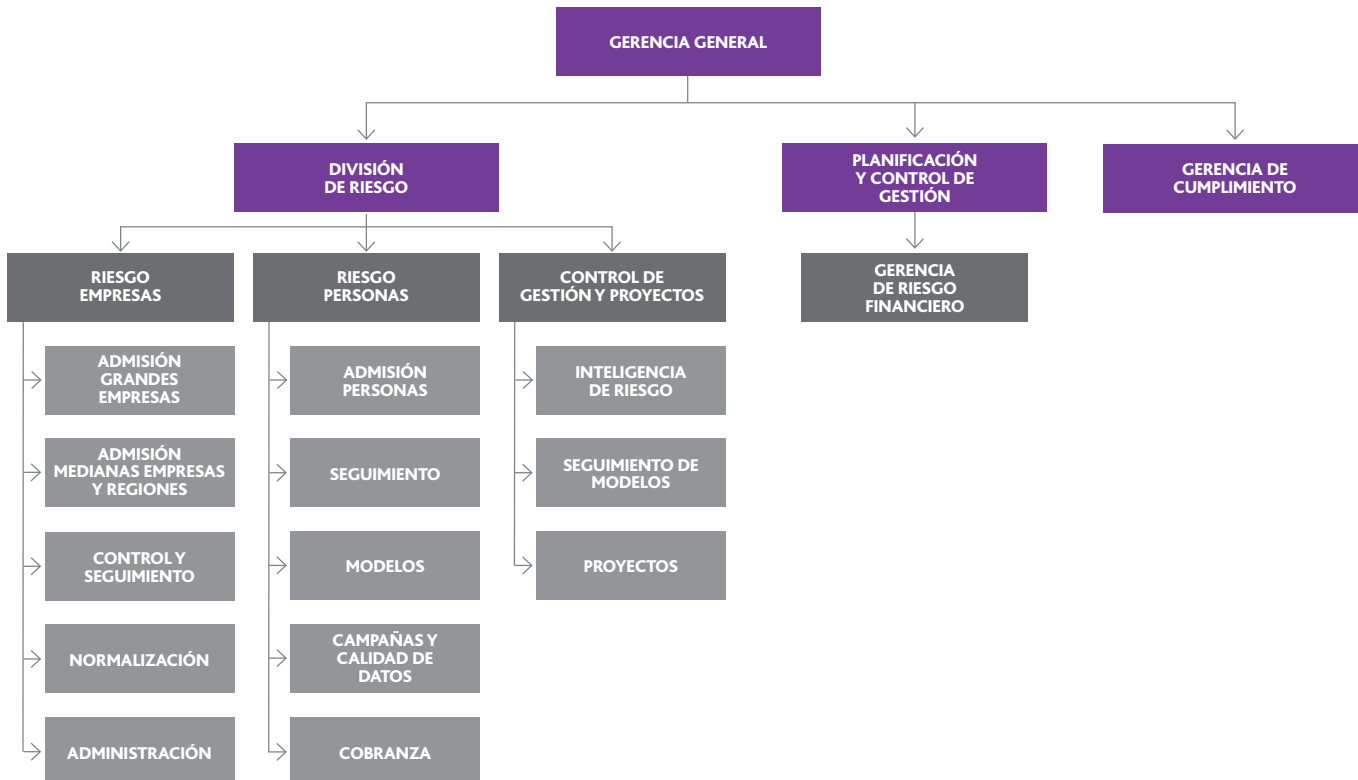 GERENCIA GENERAL
DIVISIÓN
DE RIESGO
PLANIFICACIÓN
Y CONTROL DE
GESTIÓN
GERENCIA DE
CUMPLIMIENTO
RIESGO
EMPRESAS
RIESGO
PERSONAS
CONTROL DE
GESTIÓN Y PROYECTOS
GERENCIA
DE RIESGO
FINANCIERO
ADMISIÓN
GRANDES
EMPRESAS
ADMISIÓN
MEDIANAS EMPRESAS
Y REGIONES
CONTROL Y
SEGUIMIENTO
NORMALIZACIÓN
ADMINISTRACIÓN
ADMISIÓN
PERSONAS
SEGUIMIENTO
MODELOS
CAMPAÑAS Y
CALIDAD DE
DATOS
COBRANZA
INTELIGENCIA
DE RIESGO
SEGUIMIENTO DE
MODELOS
PROYECTOS